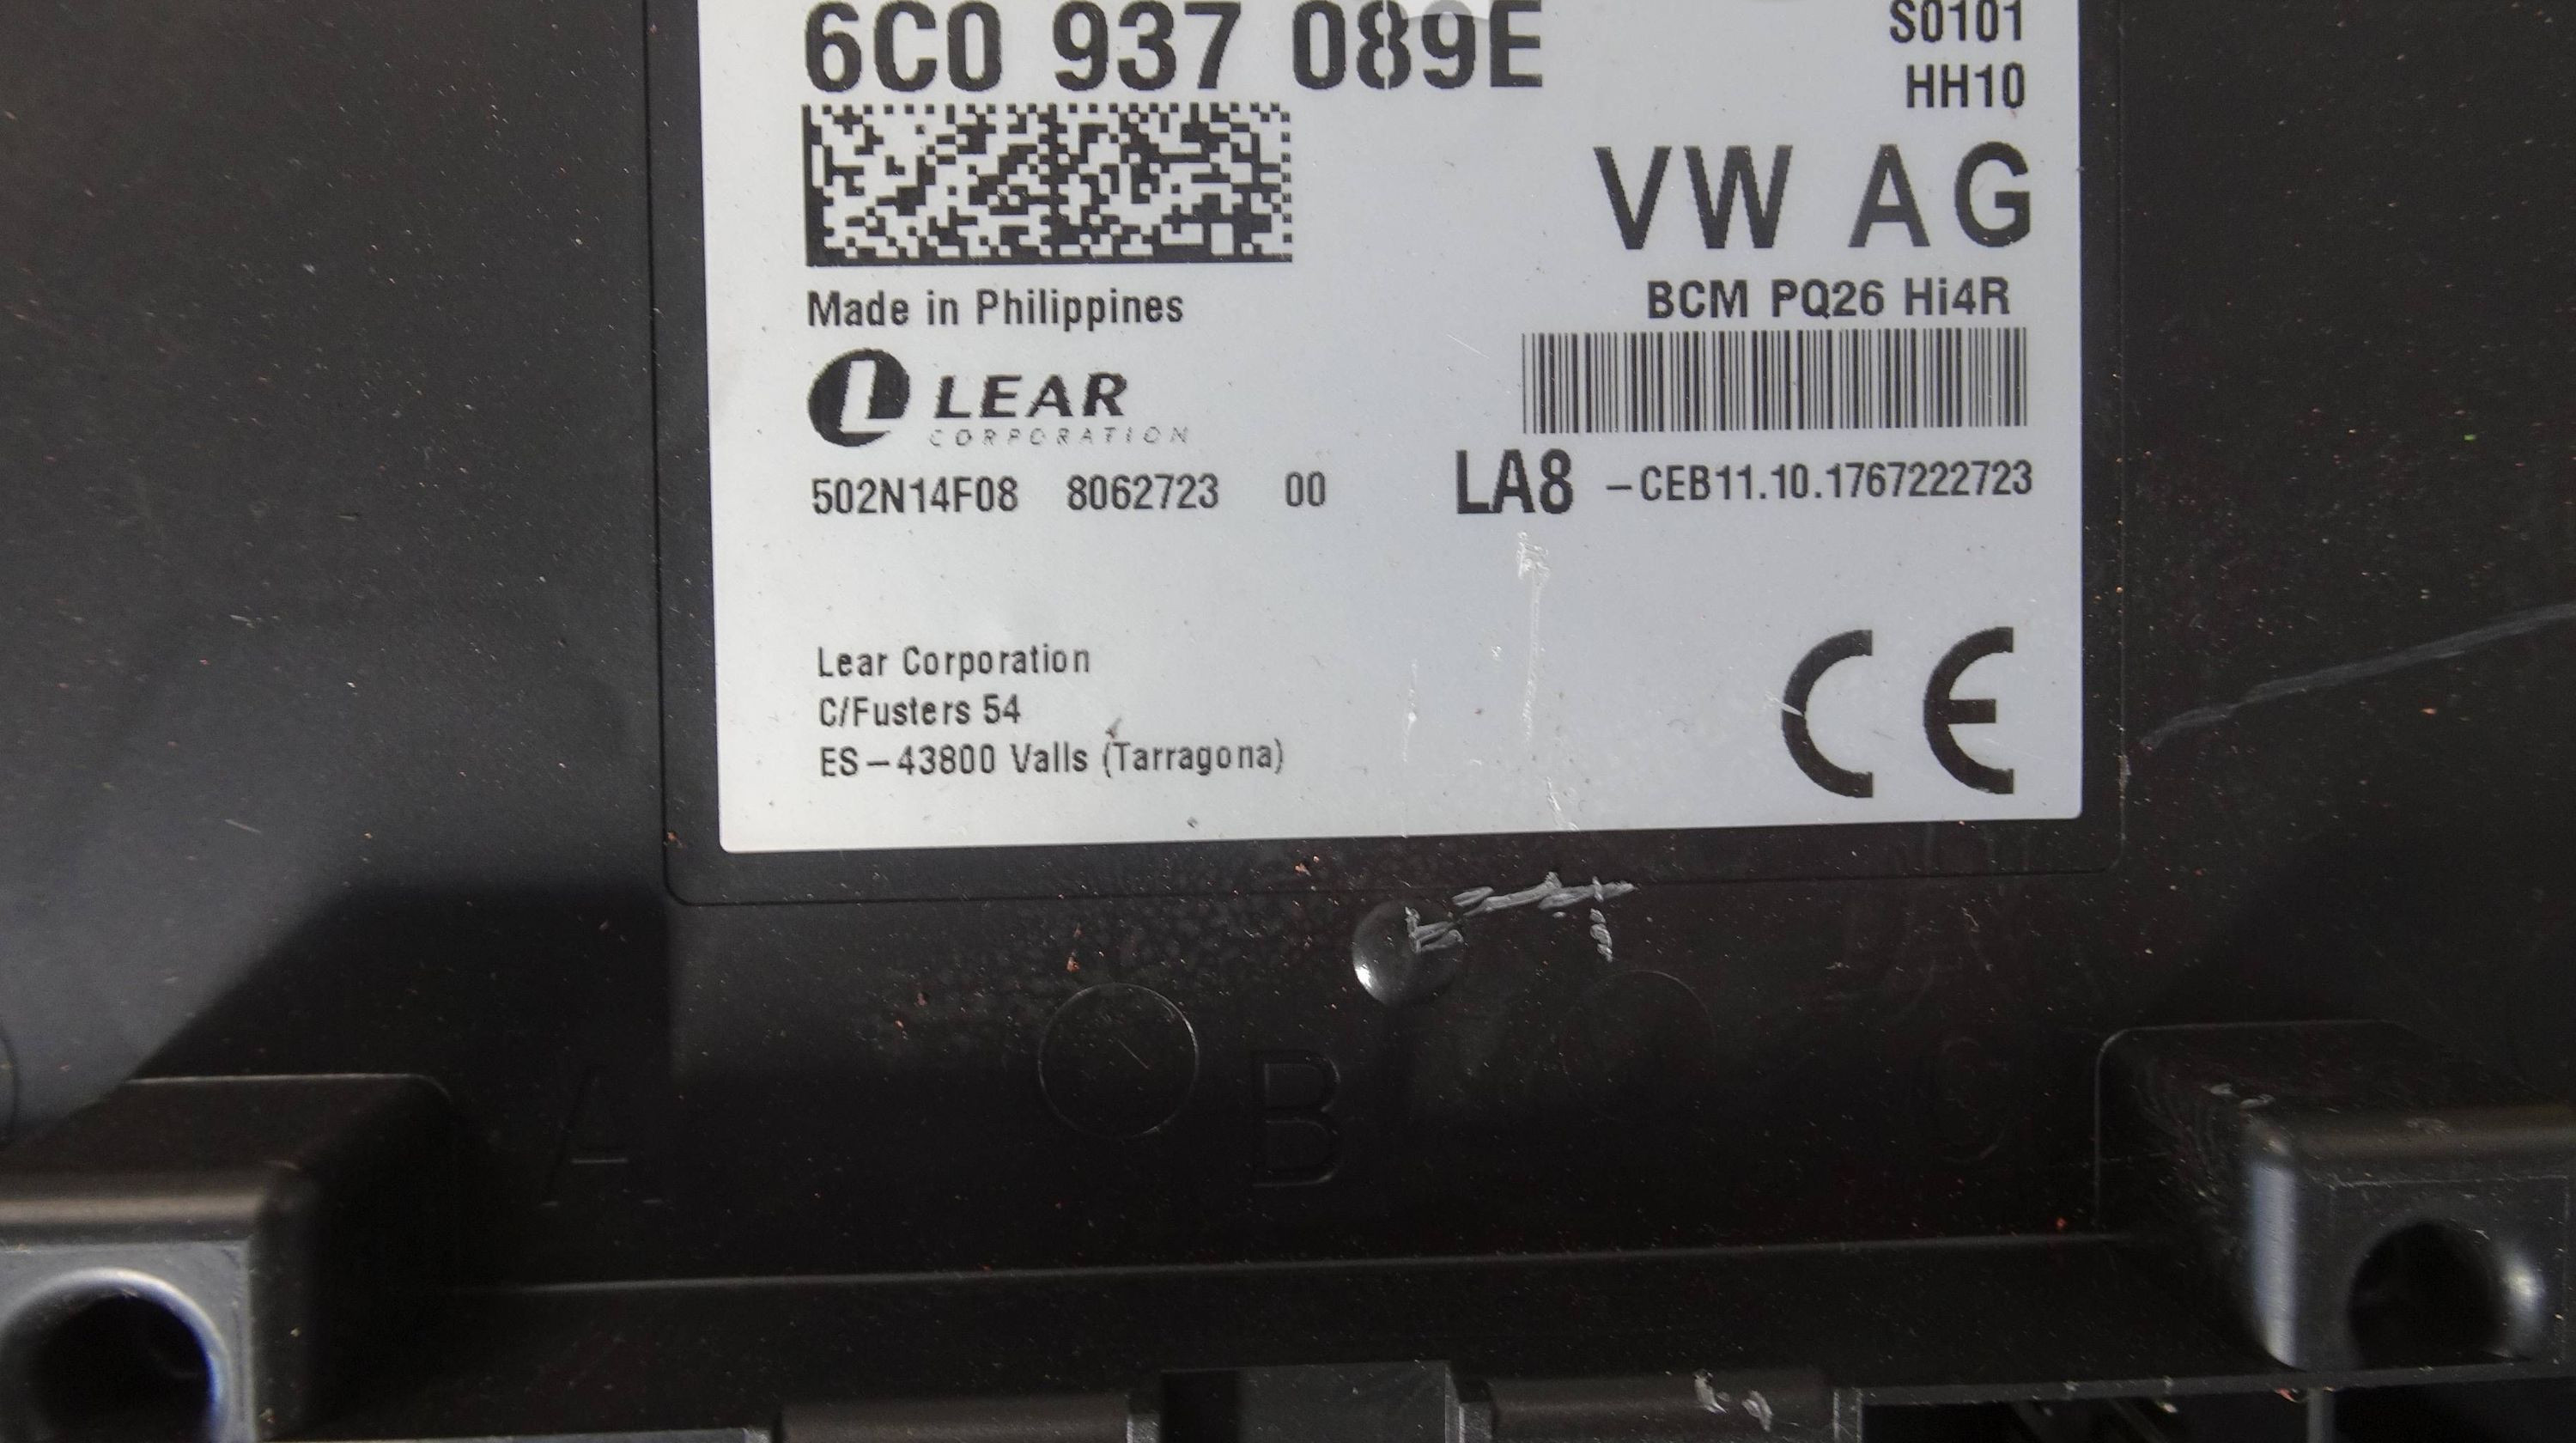 6C0 937 089E
S0101
HH10
VW AG
BCM PQ26 Hi4R
Made in Philippines
LEAR
CORPORATION
502N14F08 8062723 00
LA8 –CEB11.10.1767222723
Lear Corporation
C/Fusters 54
ES–43800 Valls (Tarragona)
CE
A B C